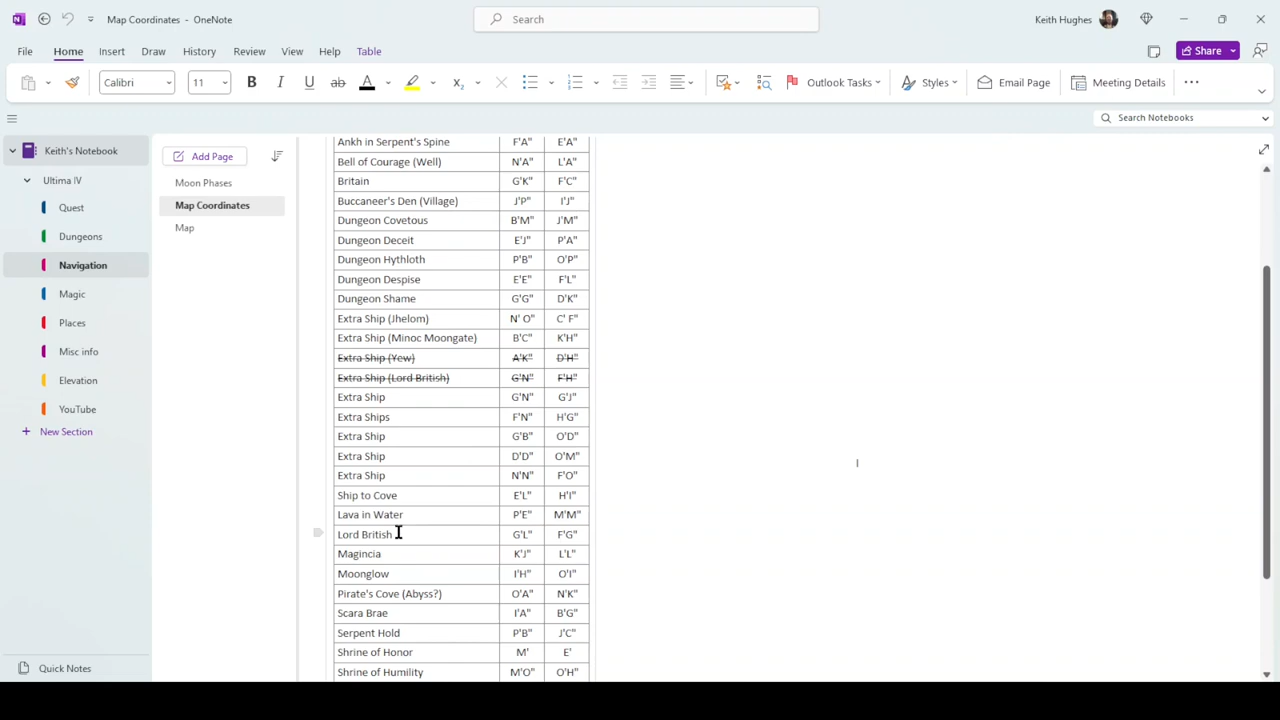 Map Coordinates - OneNote
Search
Keith Hughes
File Home Insert Draw History Review View Help Table
Share
Calibri 11 B I U ab A x₂ Outlook Tasks Styles Email Page Meeting Details
Search Notebooks
Keith's Notebook
Ultima IV
Quest
Dungeons
Navigation
Magic
Places
Misc info
Elevation
YouTube
New Section
Quick Notes
Add Page
Moon Phases
Map Coordinates
Map
Ankh in Serpent's Spine F'A" E'A"
Bell of Courage (Well) N'A" L'A"
Britain G'K" F'C"
Buccaneer's Den (Village) J'P" I'J"
Dungeon Covetous B'M" J'M"
Dungeon Deceit E'J" P'A"
Dungeon Hythloth P'B" O'P"
Dungeon Despise E'E" F'L"
Dungeon Shame G'G" D'K"
Extra Ship (Jhelom) N' O" C' F"
Extra Ship (Minoc Moongate) B'C" K'H"
Extra Ship (Yew) A'K" D'H"
Extra Ship (Lord British) G'N" F'H"
Extra Ship G'N" G'J"
Extra Ships F'N" H'G"
Extra Ship G'B" O'D"
Extra Ship D'D" O'M"
Extra Ship N'N" F'O"
Ship to Cove E'L" H'I"
Lava in Water P'E" M'M"
Lord British G'L" F'G"
Magincia K'J" L'L"
Moonglow I'H" O'I"
Pirate's Cove (Abyss?) O'A" N'K"
Scara Brae I'A" B'G"
Serpent Hold P'B" J'C"
Shrine of Honor M' E'
Shrine of Humility M'O" O'H"